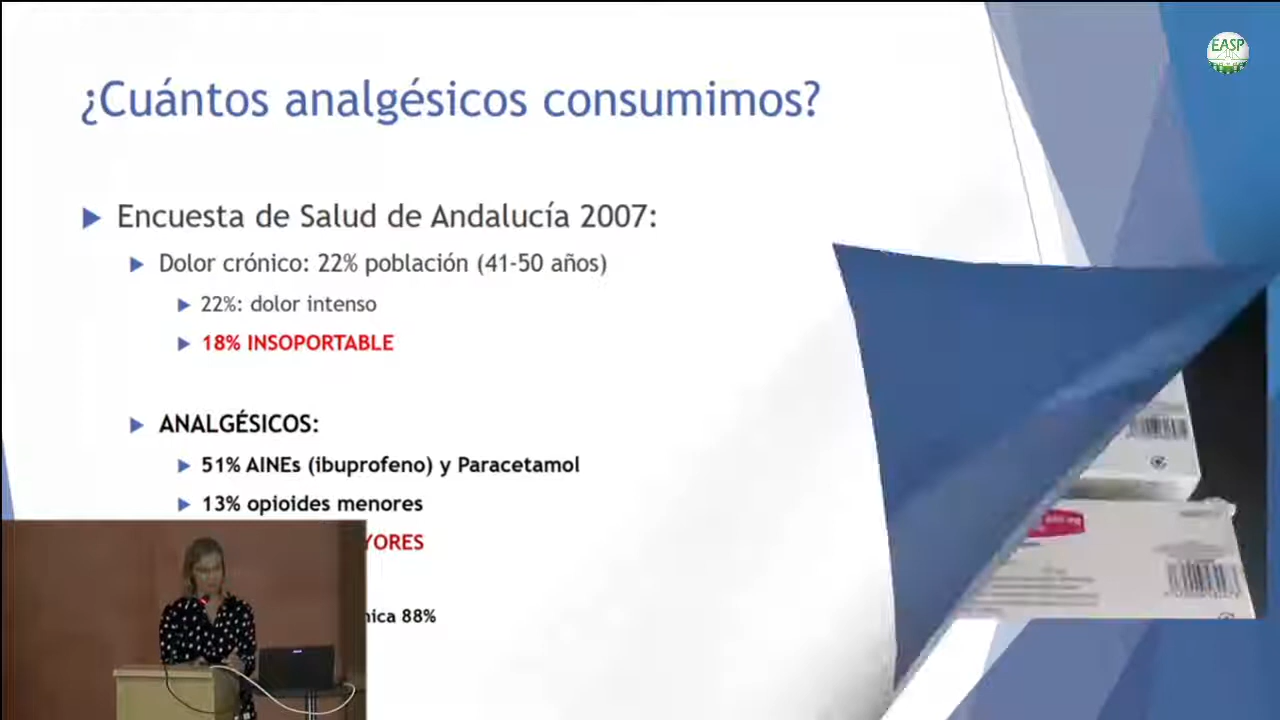 EASP
¿Cuántos analgésicos consumimos?
Encuesta de Salud de Andalucía 2007:
Dolor crónico: 22% población (41-50 años)
22%: dolor intenso
18% INSOPORTABLE
ANALGÉSICOS:
51% AINEs (ibuprofeno) y Paracetamol
13% opioides menores
YORES
nica 88%